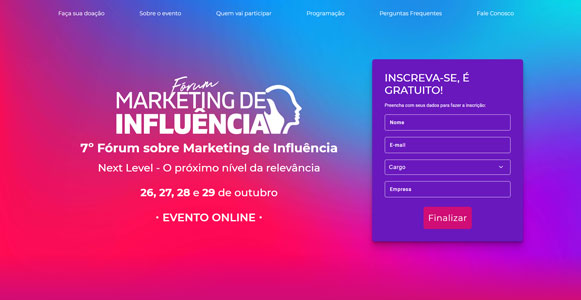 Faça sua doação
Sobre o evento
Quem vai participar
Programação
Perguntas Frequentes
Fale Conosco
Fórum
MARKETING DE
INFLUÊNCIA
7º Fórum sobre Marketing de Influência
Next Level - O próximo nível da relevância
26, 27, 28 e 29 de outubro
· EVENTO ONLINE ·
INSCREVA-SE, É
GRATUITO!
Preencha com seus dados para fazer a inscrição:
Nome
E-mail
Cargo
Empresa
Finalizar